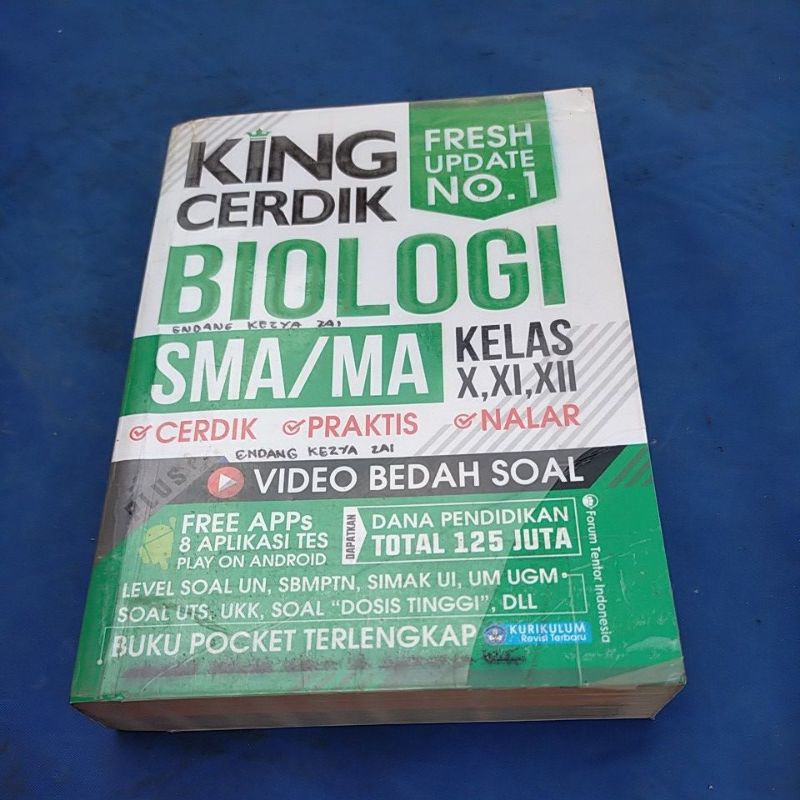 KING
CERDIK
FRESH
UPDATE
NO.1
BIOLOGI
ENDANG KEZYA ZAI
SMA/MA
KELAS
X,XI,XII
CERDIK PRAKTIS NALAR
ENDANG KEZYA ZAI
PLUS
VIDEO BEDAH SOAL
FREE APPs
8 APLIKASI TES
PLAY ON ANDROID
DAPATKAN
DANA PENDIDIKAN
TOTAL 125 JUTA
LEVEL SOAL UN, SBMPTN, SIMAK UI, UM UGM
SOAL UTS, UKK, SOAL “DOSIS TINGGI”, DLL
BUKU POCKET TERLENGKAP
KURIKULUM
Revisi Terbaru
Forum Tentor Indonesia